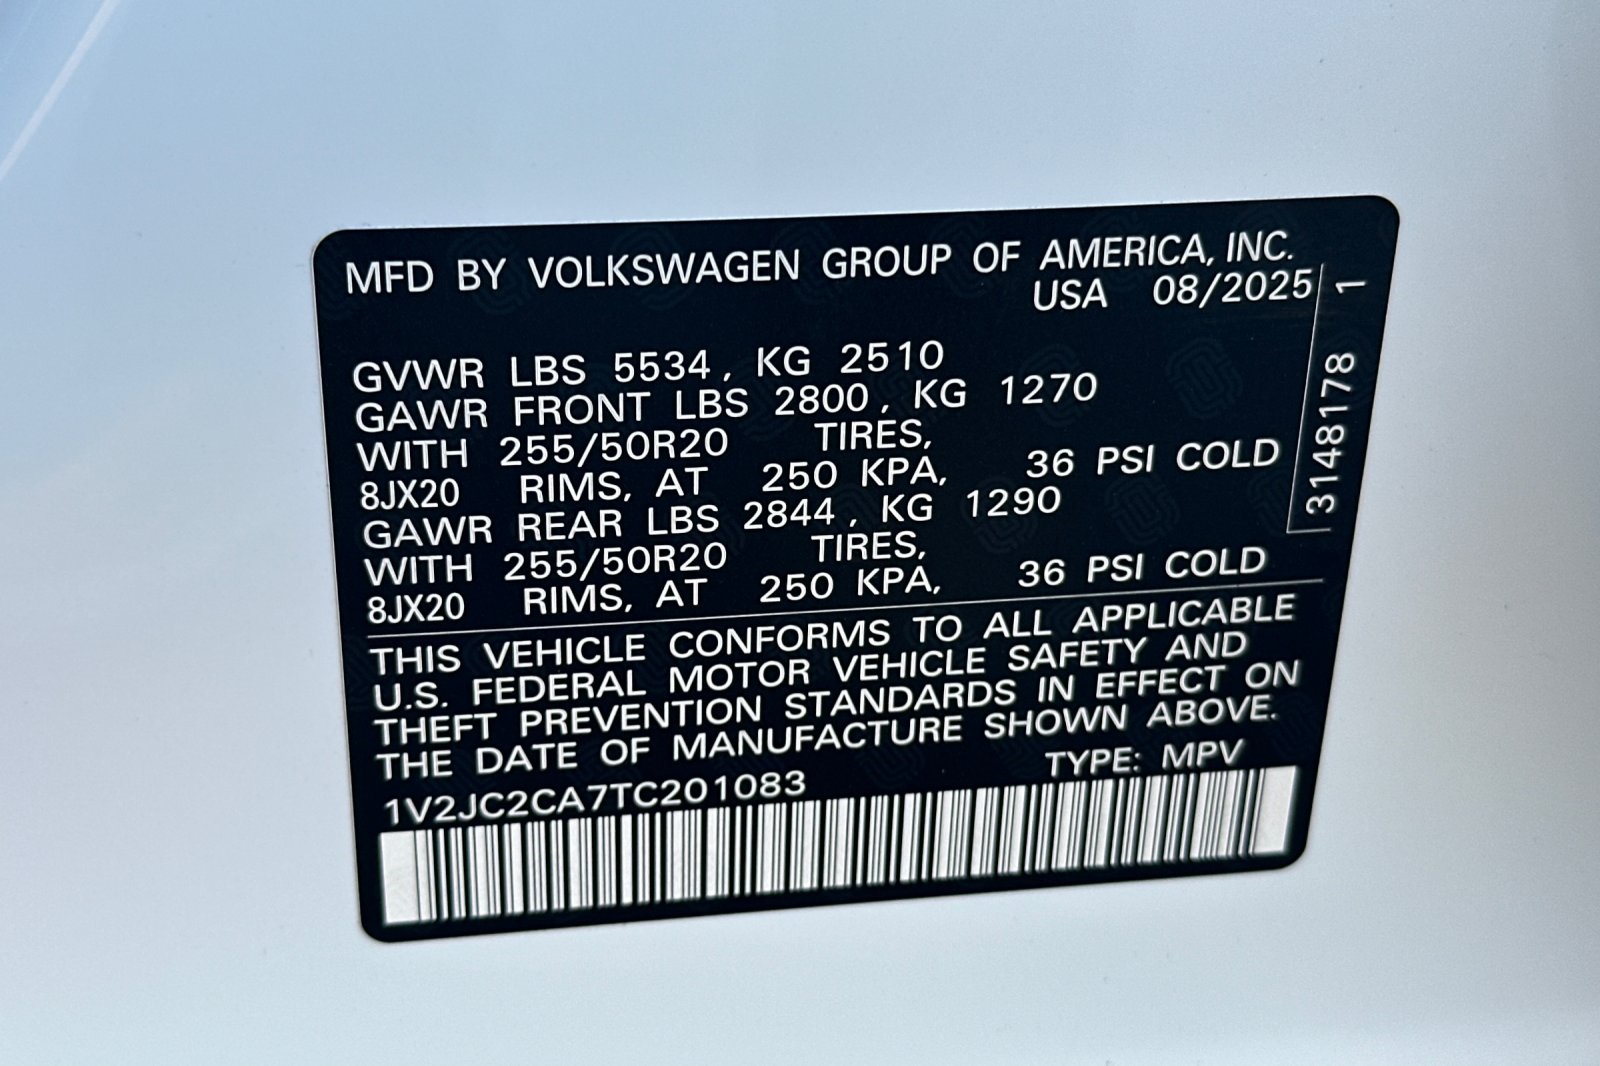 MFD BY VOLKSWAGEN GROUP OF AMERICA, INC.
USA 08/2025
GVWR LBS 5534, KG 2510
GAWR FRONT LBS 2800, KG 1270
WITH 255/50R20 TIRES,
8JX20 RIMS, AT 250 KPA, 36 PSI COLD
GAWR REAR LBS 2844, KG 1290
WITH 255/50R20 TIRES,
8JX20 RIMS, AT 250 KPA, 36 PSI COLD
THIS VEHICLE CONFORMS TO ALL APPLICABLE
U.S. FEDERAL MOTOR VEHICLE SAFETY AND
THEFT PREVENTION STANDARDS IN EFFECT ON
THE DATE OF MANUFACTURE SHOWN ABOVE.
1V2JC2CA7TC201083 TYPE: MPV
3148178 1